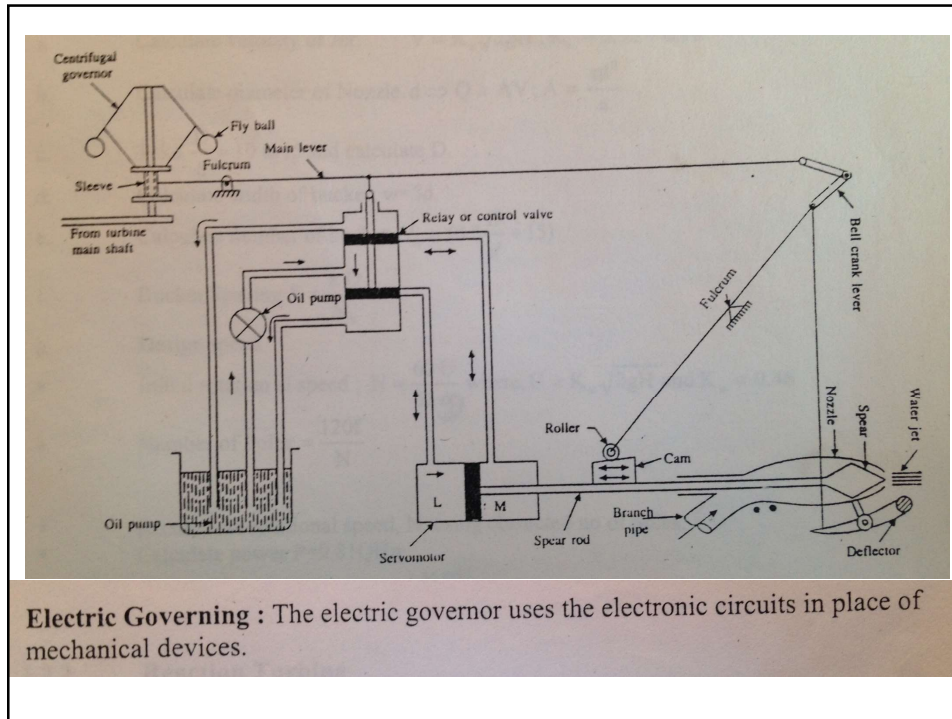 Centrifugal
governor
Fly ball
Main lever
Fulcrum
Sleeve
From turbine
main shaft
Relay or control valve
Bell crank lever
Oil pump
Fulcrum
Nozzle
Spear
Water jet
Roller
Cam
L
M
Oil pump
Branch
pipe
Spear rod
Servomotor
Deflector
Electric Governing : The electric governor uses the electronic circuits in place of
mechanical devices.